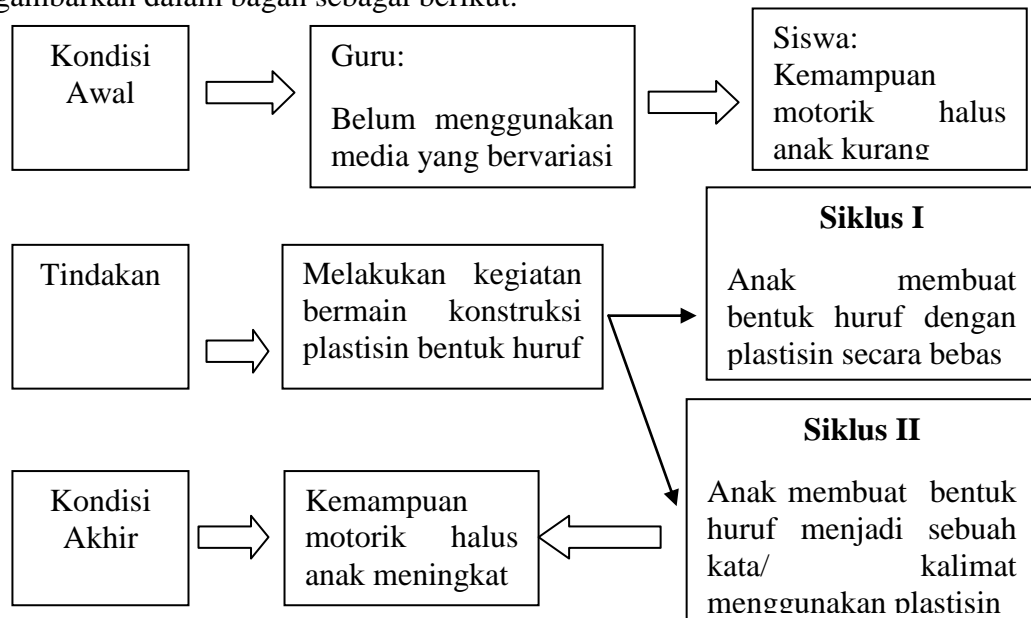 gambarkan dalam bagan sebagai berikut:
Kondisi
Awal
Guru:
Belum menggunakan
media yang bervariasi
Siswa:
Kemampuan
motorik halus
anak kurang
Tindakan
Melakukan kegiatan
bermain konstruksi
plastisin bentuk huruf
Siklus I
Anak membuat
bentuk huruf dengan
plastisin secara bebas
Kondisi
Akhir
Kemampuan
motorik halus
anak meningkat
Siklus II
Anak membuat bentuk
huruf menjadi sebuah
kata/ kalimat
menggunakan plastisin